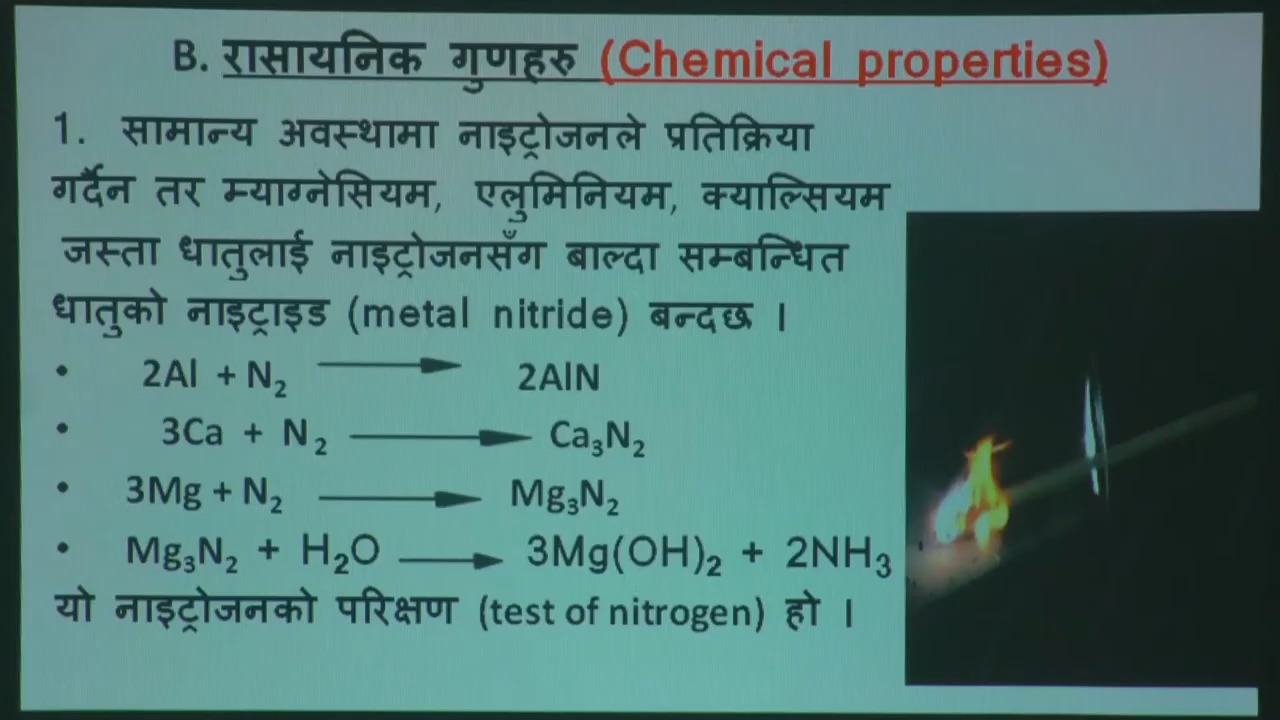 B. रासायनिक गुणहरु (Chemical properties)
1. सामान्य अवस्थामा नाइट्रोजनले प्रतिक्रिया
गर्दैन तर म्याग्नेसियम, एलुमिनियम, क्याल्सियम
जस्ता धातुलाई नाइट्रोजनसँग बाल्दा सम्बन्धित
धातुको नाइट्राइड (metal nitride) बन्दछ ।
• 2Al + N₂ ⟶ 2AlN
• 3Ca + N₂ ⟶ Ca₃N₂
• 3Mg + N₂ ⟶ Mg₃N₂
• Mg₃N₂ + H₂O ⟶ 3Mg(OH)₂ + 2NH₃
यो नाइट्रोजनको परिक्षण (test of nitrogen) हो ।